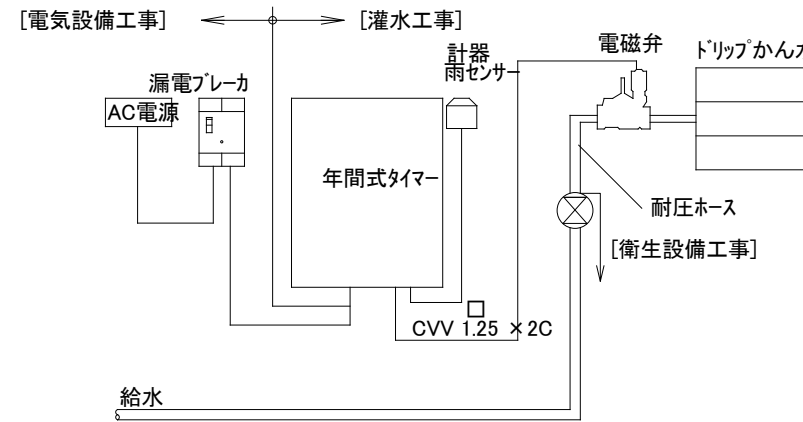 [電気設備工事]
[灌水工事]
電磁弁
ﾄﾞﾘｯﾌﾟかん
計器
雨センサー
漏電ﾌﾞﾚｰｶ
AC電源
年間式ﾀｲﾏｰ
耐圧ﾎｰｽ
[衛生設備工事]
□
CVV 1.25 ×2C
給水